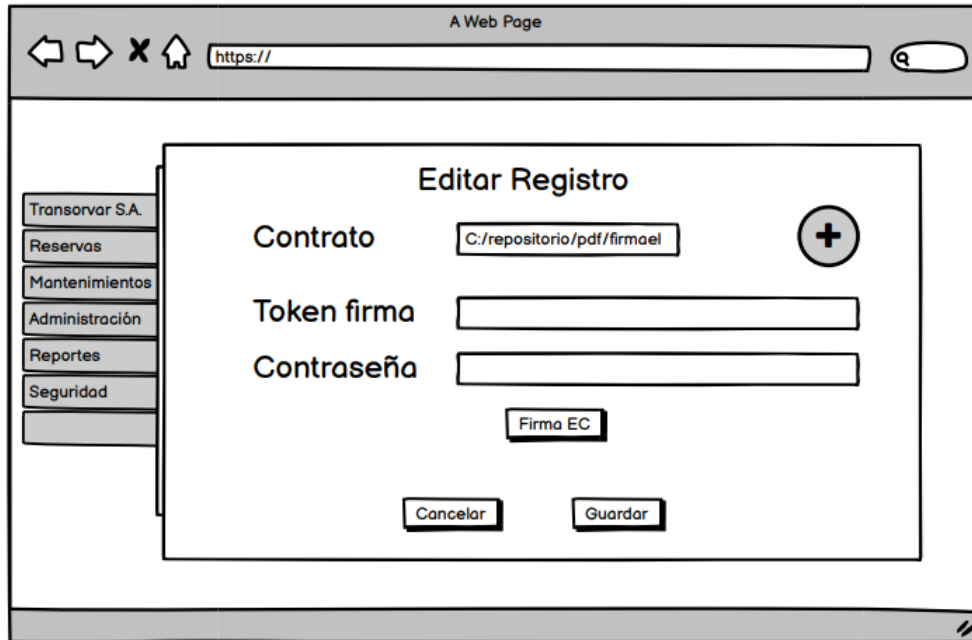 A Web Page
https://
Editar Registro
Transorvar S.A.
Reservas
Mantenimientos
Administración
Reportes
Seguridad
Contrato
C:/repositorio/pdf/firmael
Token firma
Contraseña
Firma EC
Cancelar
Guardar